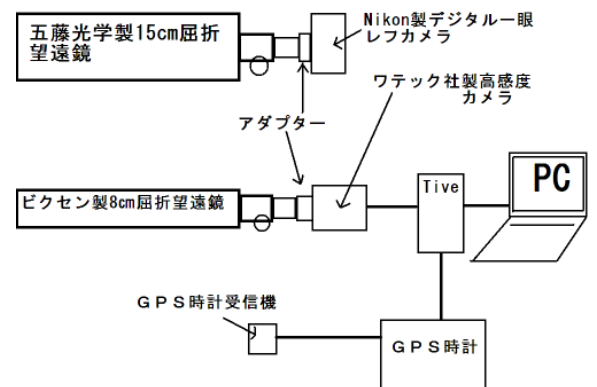 五藤光学製15cm屈折
望遠鏡
Nikon製デジタル一眼
レフカメラ
ワテック社製高感度
カメラ
アダプター
ビクセン製8cm屈折望遠鏡
Tive
PC
GPS時計受信機
GPS時計